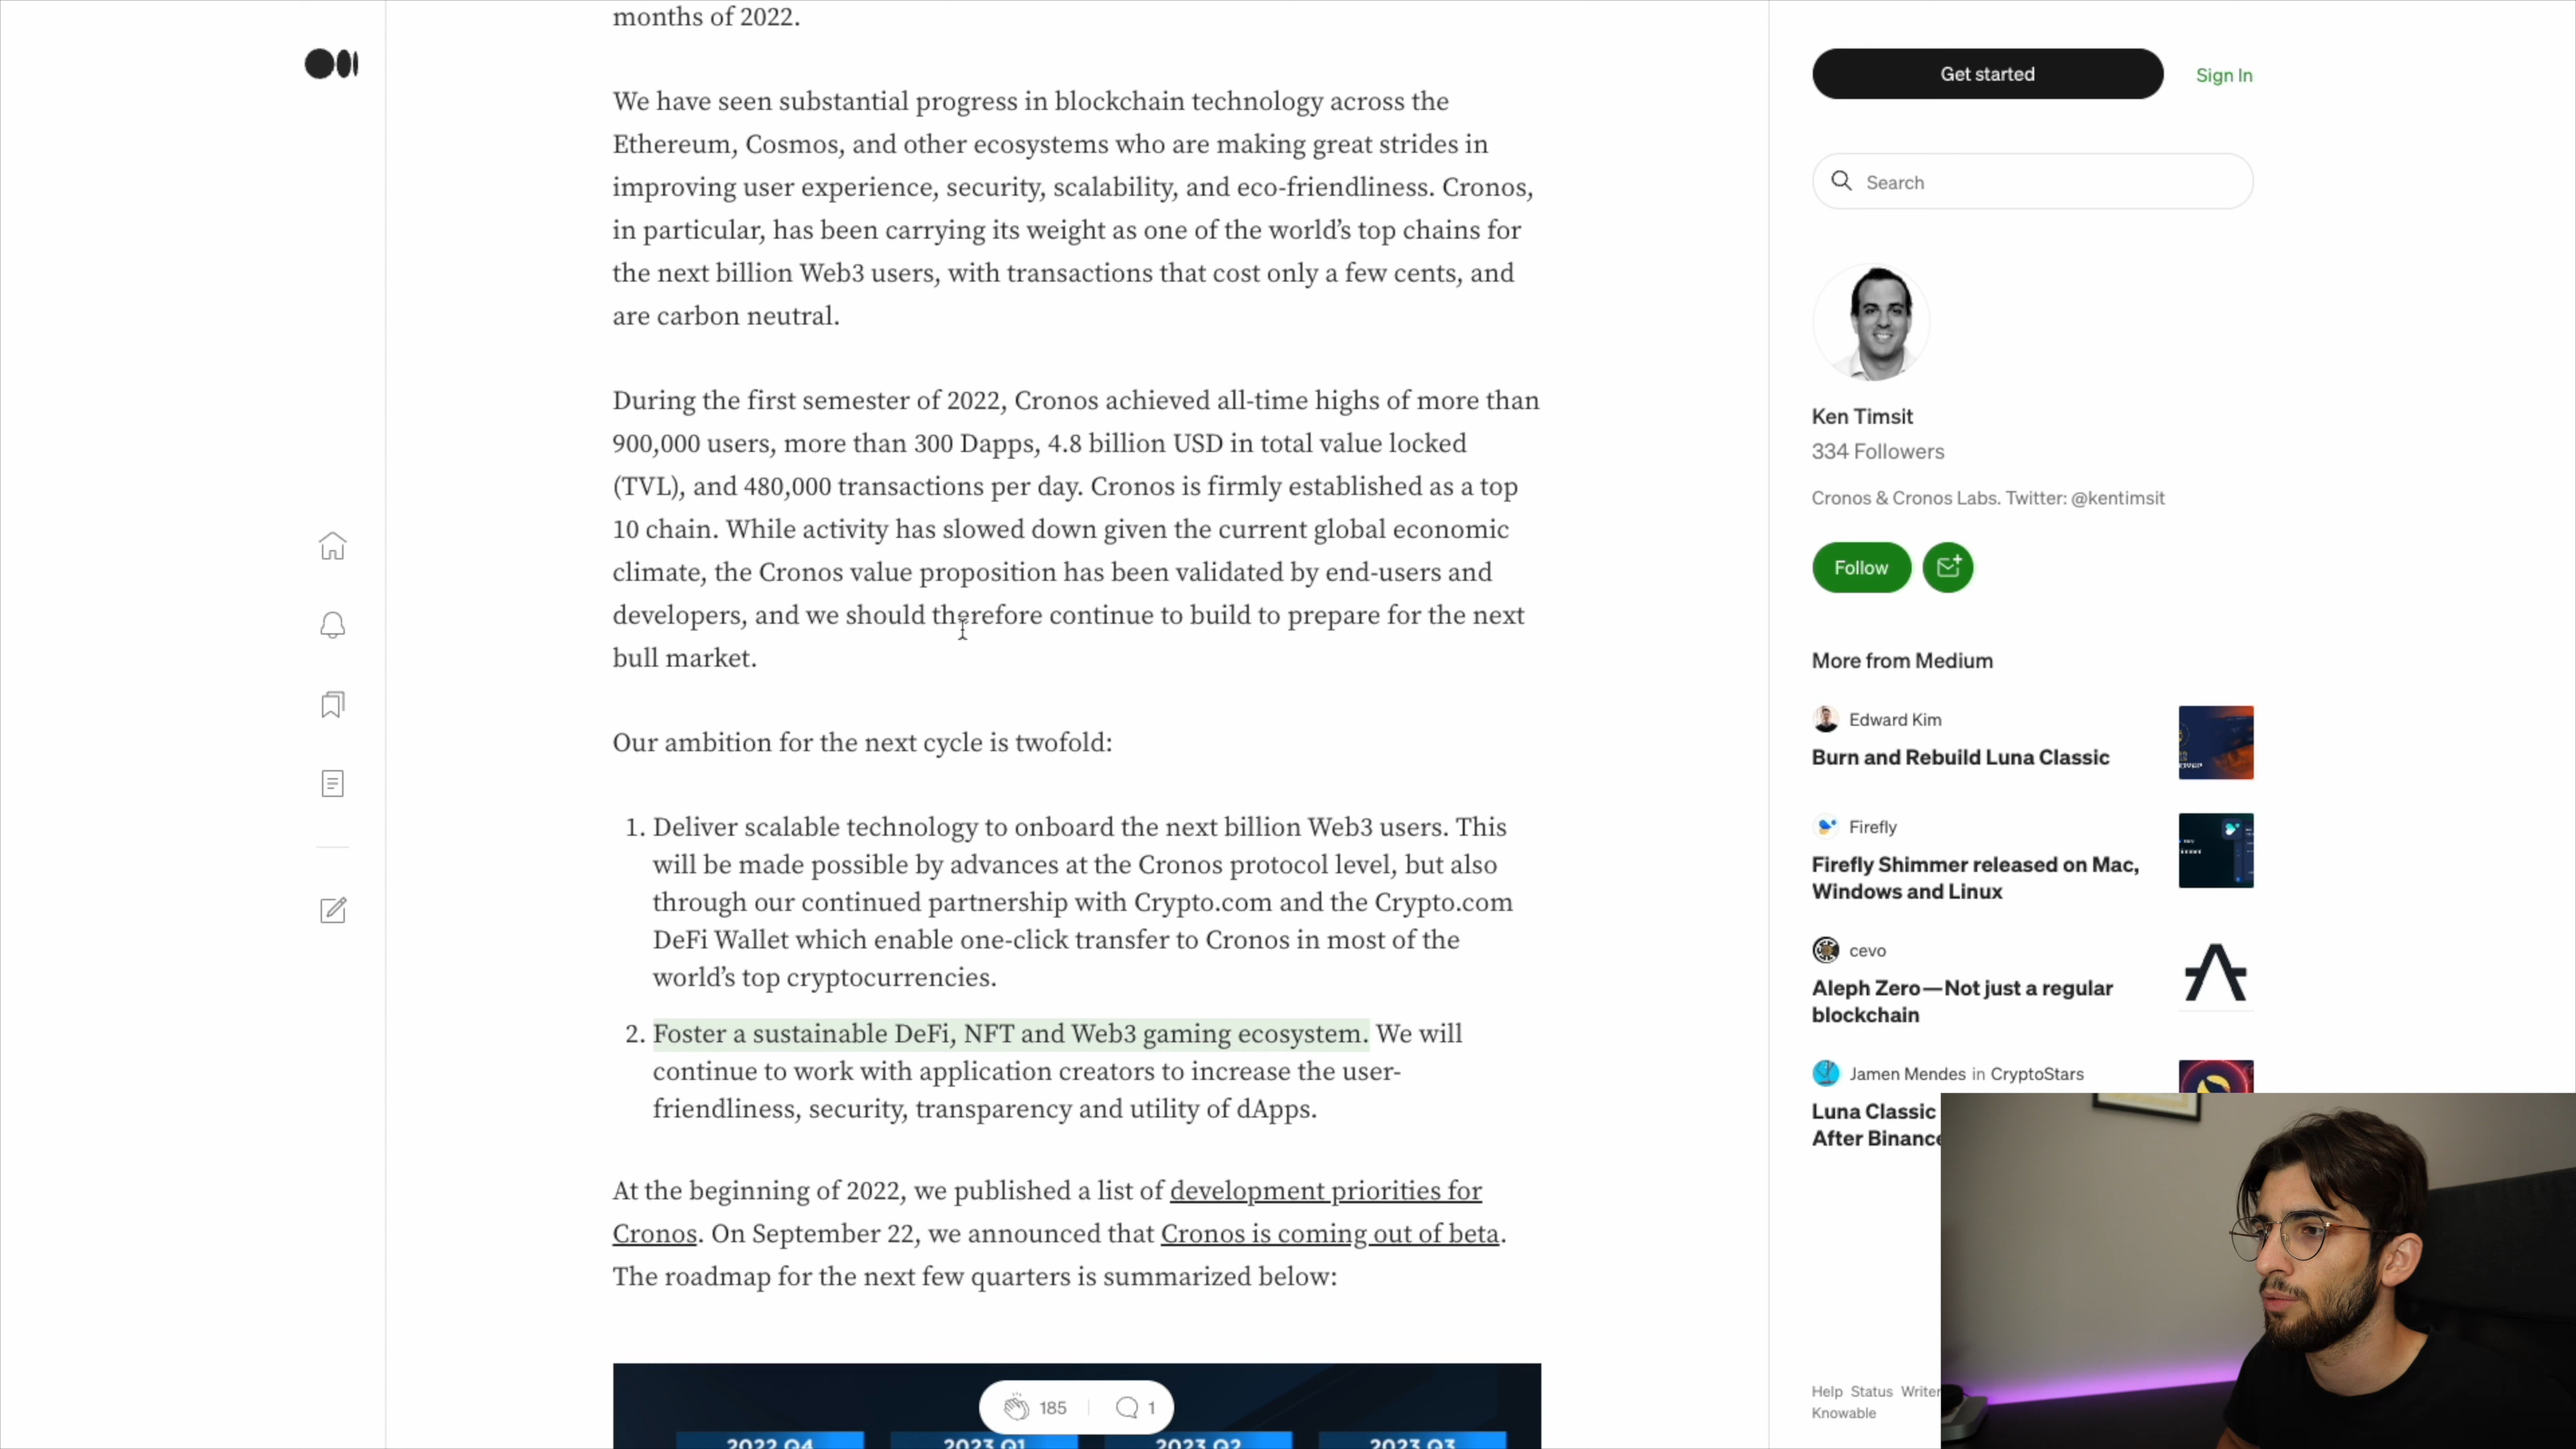 months of 2022.
We have seen substantial progress in blockchain technology across the
Ethereum, Cosmos, and other ecosystems who are making great strides in
improving user experience, security, scalability, and eco-friendliness. Cronos,
in particular, has been carrying its weight as one of the world's top chains for
the next billion Web3 users, with transactions that cost only a few cents, and
are carbon neutral.
During the first semester of 2022, Cronos achieved all-time highs of more than
900,000 users, more than 300 Dapps, 4.8 billion USD in total value locked
(TVL), and 480,000 transactions per day. Cronos is firmly established as a top
10 chain. While activity has slowed down given the current global economic
climate, the Cronos value proposition has been validated by end-users and
developers, and we should therefore continue to build to prepare for the next
bull market.
Our ambition for the next cycle is twofold:
1. Deliver scalable technology to onboard the next billion Web3 users. This
will be made possible by advances at the Cronos protocol level, but also
through our continued partnership with Crypto.com and the Crypto.com
DeFi Wallet which enable one-click transfer to Cronos in most of the
world's top cryptocurrencies.
2. Foster a sustainable DeFi, NFT and Web3 gaming ecosystem. We will
continue to work with application creators to increase the user-
friendliness, security, transparency and utility of dApps.
At the beginning of 2022, we published a list of development priorities for
Cronos. On September 22, we announced that Cronos is coming out of beta.
The roadmap for the next few quarters is summarized below:
185 1
2022 Q4 2023 Q1 2023 Q2 2023 Q3
Get started Sign In
Search
Ken Timsit
334 Followers
Cronos & Cronos Labs. Twitter: @kentimsit
Follow
More from Medium
Edward Kim
Burn and Rebuild Luna Classic
Firefly
Firefly Shimmer released on Mac,
Windows and Linux
cevo
Aleph Zero—Not just a regular
blockchain
Jamen Mendes in CryptoStars
Luna Classic
After Binance
Help Status Writer
Knowable